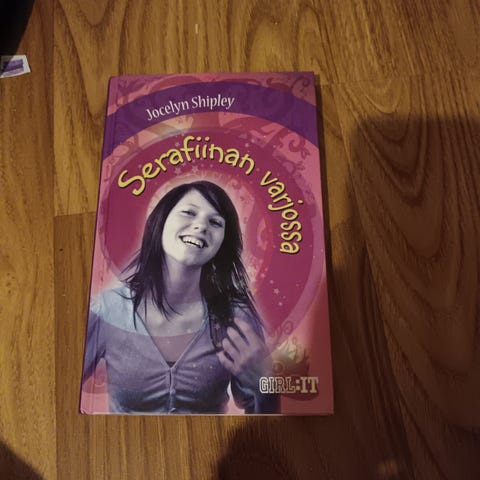 Jocelyn Shipley
Serafiinan varjossa
GIRL:IT